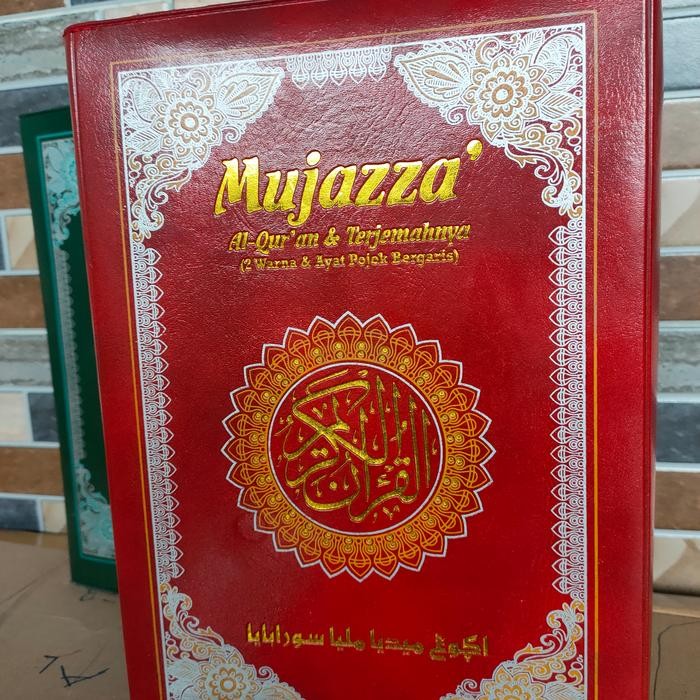 Mujazza'
Al-Qur'an & Terjemahnya
(2 Warna & Ayat Pojok Bergaris)
القرآن الكريم
اكوڠ ميديا مليا سورابايا